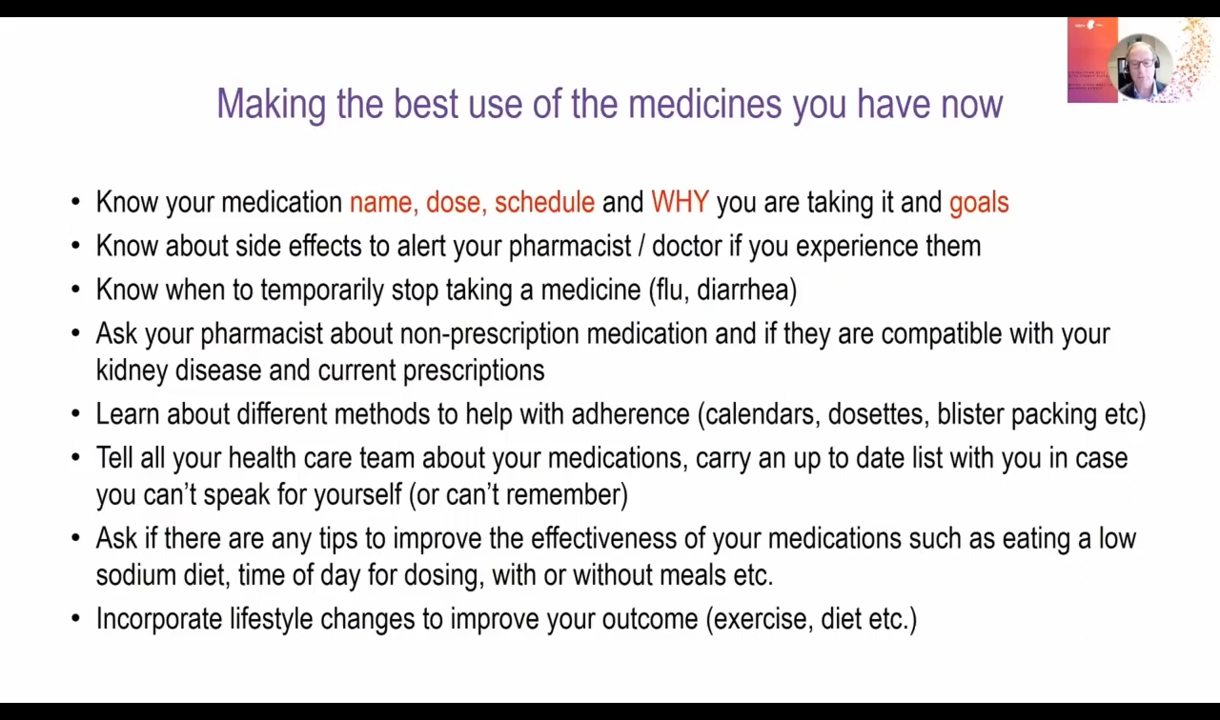 Making the best use of the medicines you have now
• Know your medication name, dose, schedule and WHY you are taking it and goals
• Know about side effects to alert your pharmacist / doctor if you experience them
• Know when to temporarily stop taking a medicine (flu, diarrhea)
• Ask your pharmacist about non-prescription medication and if they are compatible with your
kidney disease and current prescriptions
• Learn about different methods to help with adherence (calendars, dosettes, blister packing etc)
• Tell all your health care team about your medications, carry an up to date list with you in case
you can’t speak for yourself (or can’t remember)
• Ask if there are any tips to improve the effectiveness of your medications such as eating a low
sodium diet, time of day for dosing, with or without meals etc.
• Incorporate lifestyle changes to improve your outcome (exercise, diet etc.)